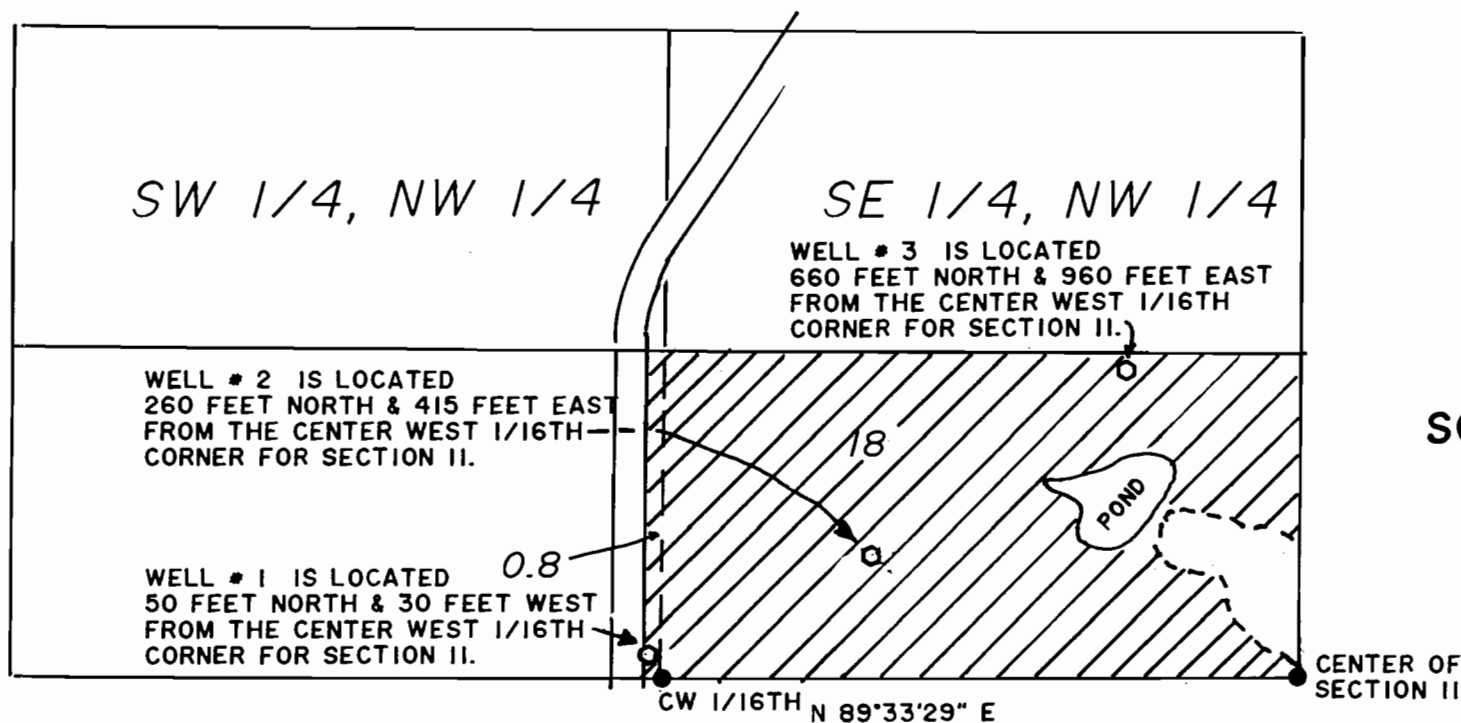 SW 1/4, NW 1/4
SE 1/4, NW 1/4
WELL # 3 IS LOCATED
660 FEET NORTH & 960 FEET EAST
FROM THE CENTER WEST 1/16TH
CORNER FOR SECTION 11.
WELL # 2 IS LOCATED
260 FEET NORTH & 415 FEET EAST
FROM THE CENTER WEST 1/16TH
CORNER FOR SECTION 11.
18
POND
0.8
WELL # 1 IS LOCATED
50 FEET NORTH & 30 FEET WEST
FROM THE CENTER WEST 1/16TH
CORNER FOR SECTION 11.
CENTER OF
SECTION 11
CW 1/16TH
N 89°33'29" E